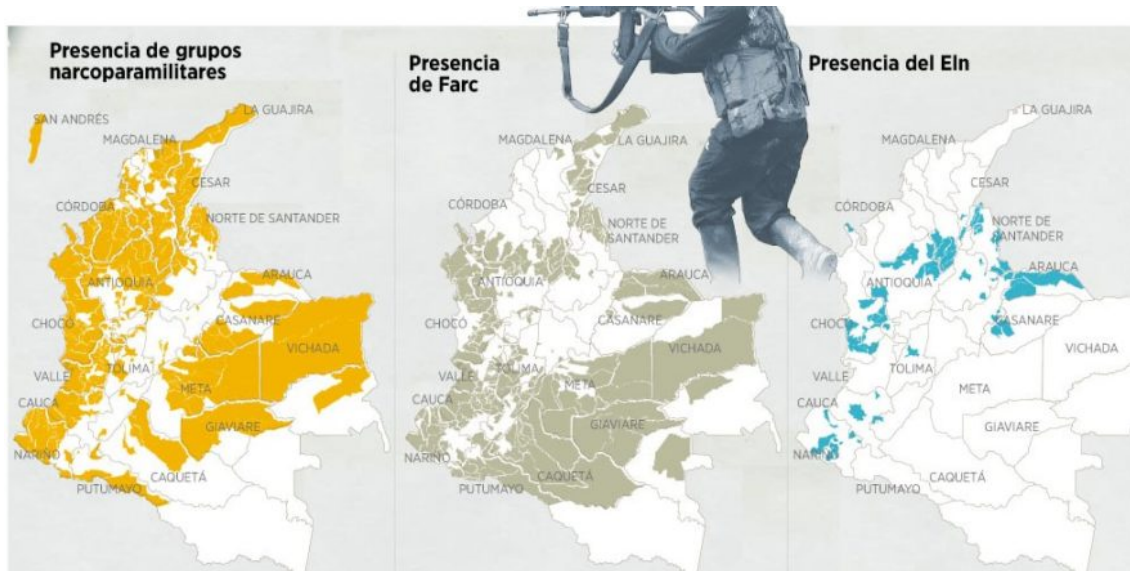 Presencia de grupos
narcoparamilitares
SAN ANDRÉS
LA GUAJIRA
MAGDALENA
CESAR
CÓRDOBA
NORTE DE SANTANDER
ARAUCA
ANTIOQUIA
CASANARE
CHOCÓ
VICHADA
TOLIMA
VALLE
META
CAUCA
GIAVIARE
NARIÑO
CAQUETÁ
PUTUMAYO
Presencia
de Farc
MAGDALENA
LA GUAJIRA
CESAR
CÓRDOBA
NORTE DE
SANTANDER
ARAUCA
ANTIOQUIA
CASANARE
CHOCÓ
VICHADA
TOLIMA
VALLE
META
CAUCA
GIAVIARE
NARIÑO
CAQUETÁ
PUTUMAYO
Presencia del Eln
LA GUAJIRA
MAGDALENA
CESAR
CÓRDOBA
NORTE DE
SANTANDER
ARAUCA
ANTIOQUIA
CASANARE
CHOCÓ
VICHADA
TOLIMA
VALLE
META
CAUCA
GIAVIARE
NARIÑO
CAQUETÁ
PUTUMAYO